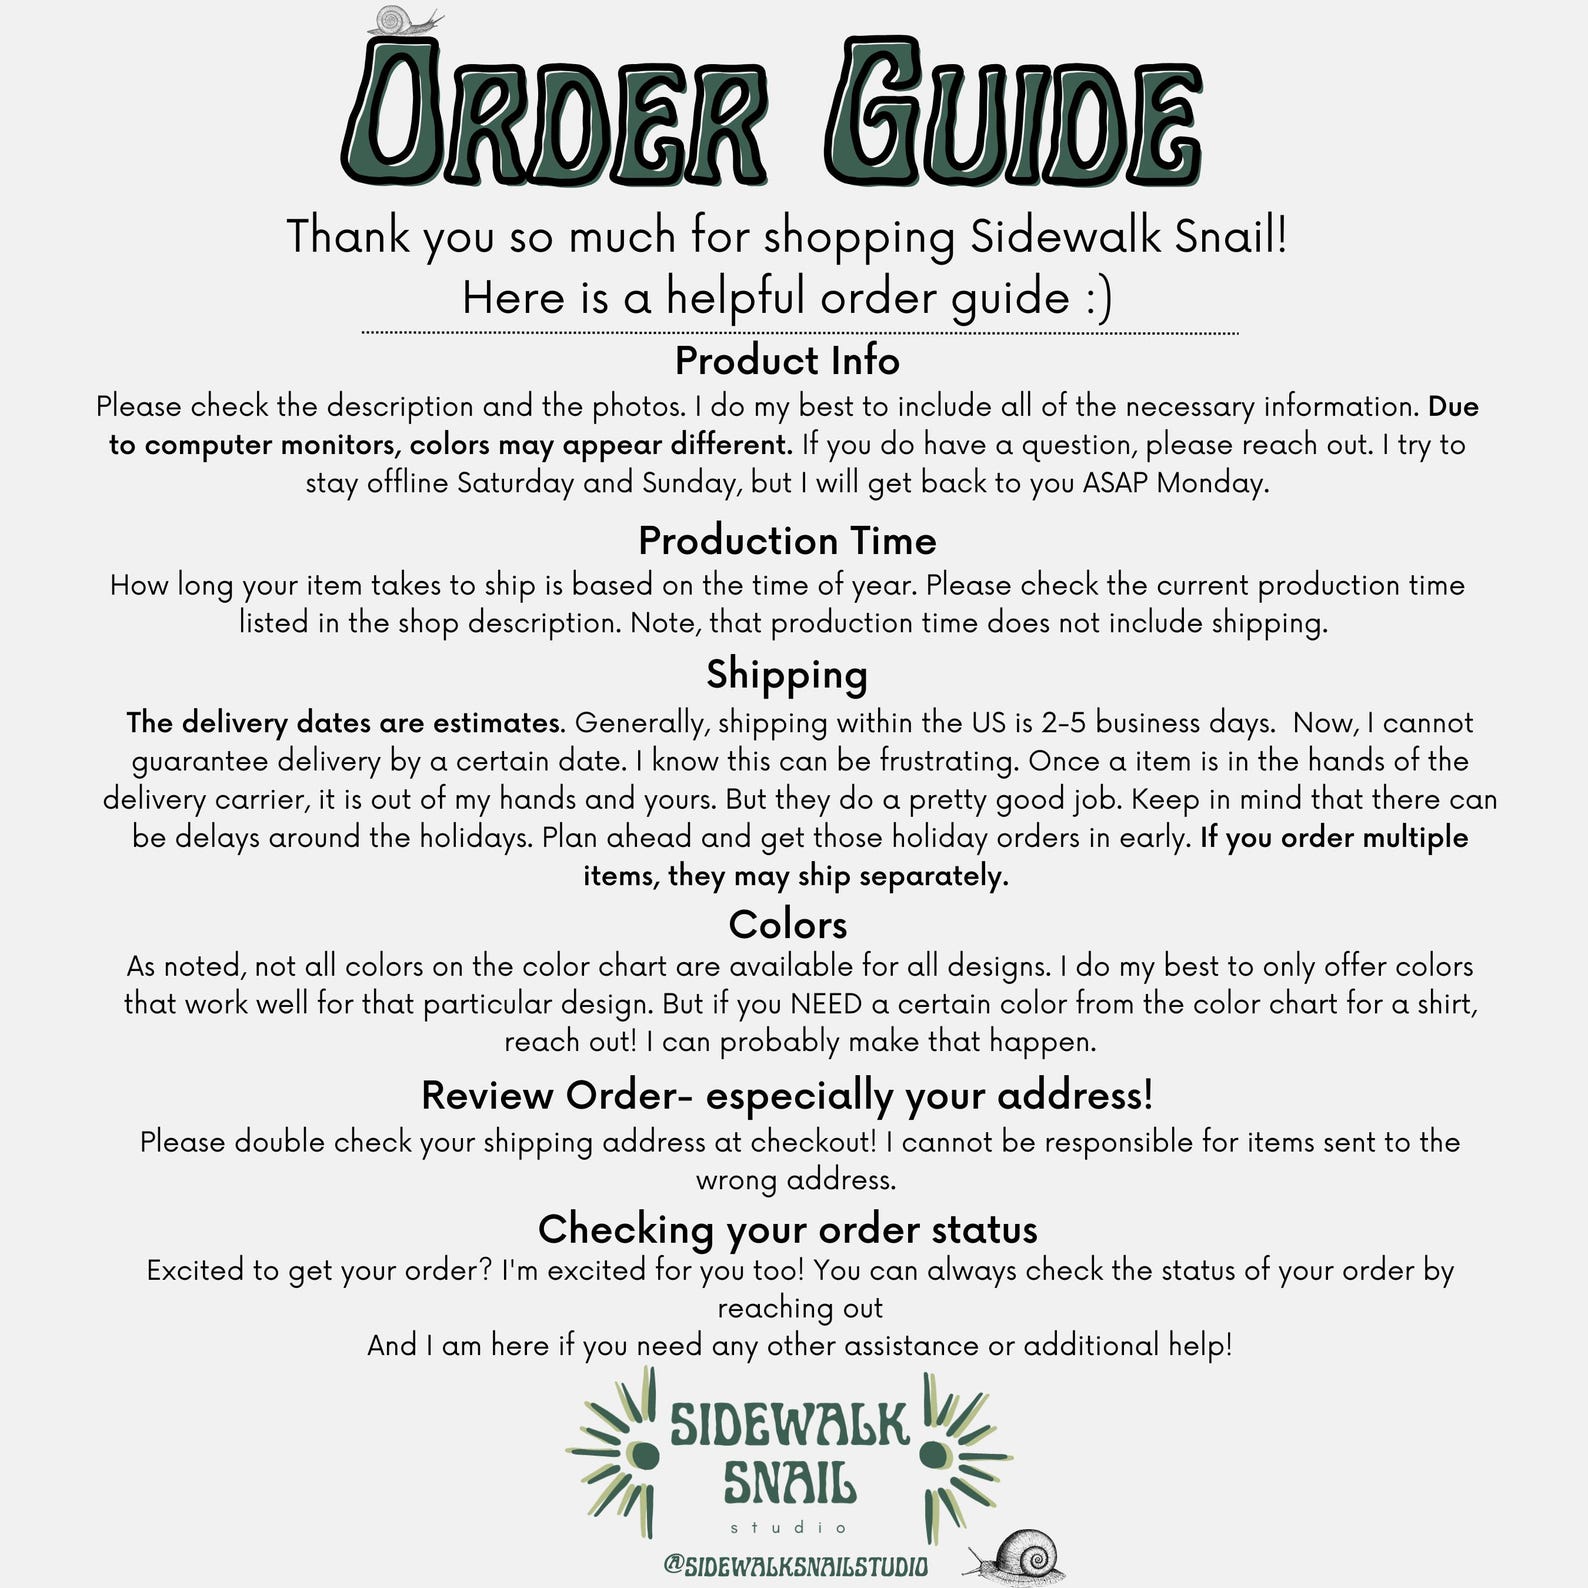 ORDER GUIDE
Thank you so much for shopping Sidewalk Snail!
Here is a helpful order guide :)
Product Info
Please check the description and the photos. I do my best to include all of the necessary information. Due
to computer monitors, colors may appear different. If you do have a question, please reach out. I try to
stay offline Saturday and Sunday, but I will get back to you ASAP Monday.
Production Time
How long your item takes to ship is based on the time of year. Please check the current production time
listed in the shop description. Note, that production time does not include shipping.
Shipping
The delivery dates are estimates. Generally, shipping within the US is 2-5 business days.  Now, I cannot
guarantee delivery by a certain date. I know this can be frustrating. Once a item is in the hands of the
delivery carrier, it is out of my hands and yours. But they do a pretty good job. Keep in mind that there can
be delays around the holidays. Plan ahead and get those holiday orders in early. If you order multiple
items, they may ship separately.
Colors
As noted, not all colors on the color chart are available for all designs. I do my best to only offer colors
that work well for that particular design. But if you NEED a certain color from the color chart for a shirt,
reach out! I can probably make that happen.
Review Order- especially your address!
Please double check your shipping address at checkout! I cannot be responsible for items sent to the
wrong address.
Checking your order status
Excited to get your order? I'm excited for you too! You can always check the status of your order by
reaching out
And I am here if you need any other assistance or additional help!
SIDEWALK
SNAIL
studio
@SIDEWALKSNAILSTUDIO